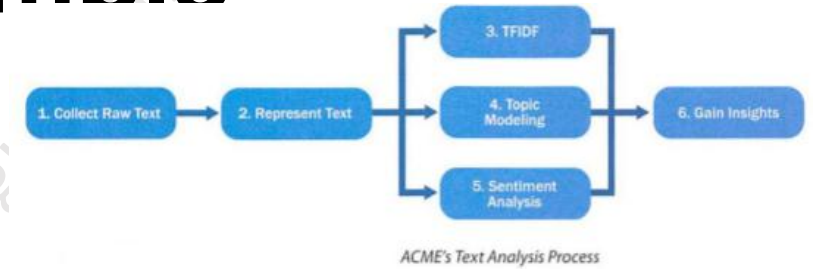 1. Collect Raw Text
2. Represent Text
3. TFIDF
4. Topic
Modeling
5. Sentiment
Analysis
6. Gain Insights
ACME's Text Analysis Process